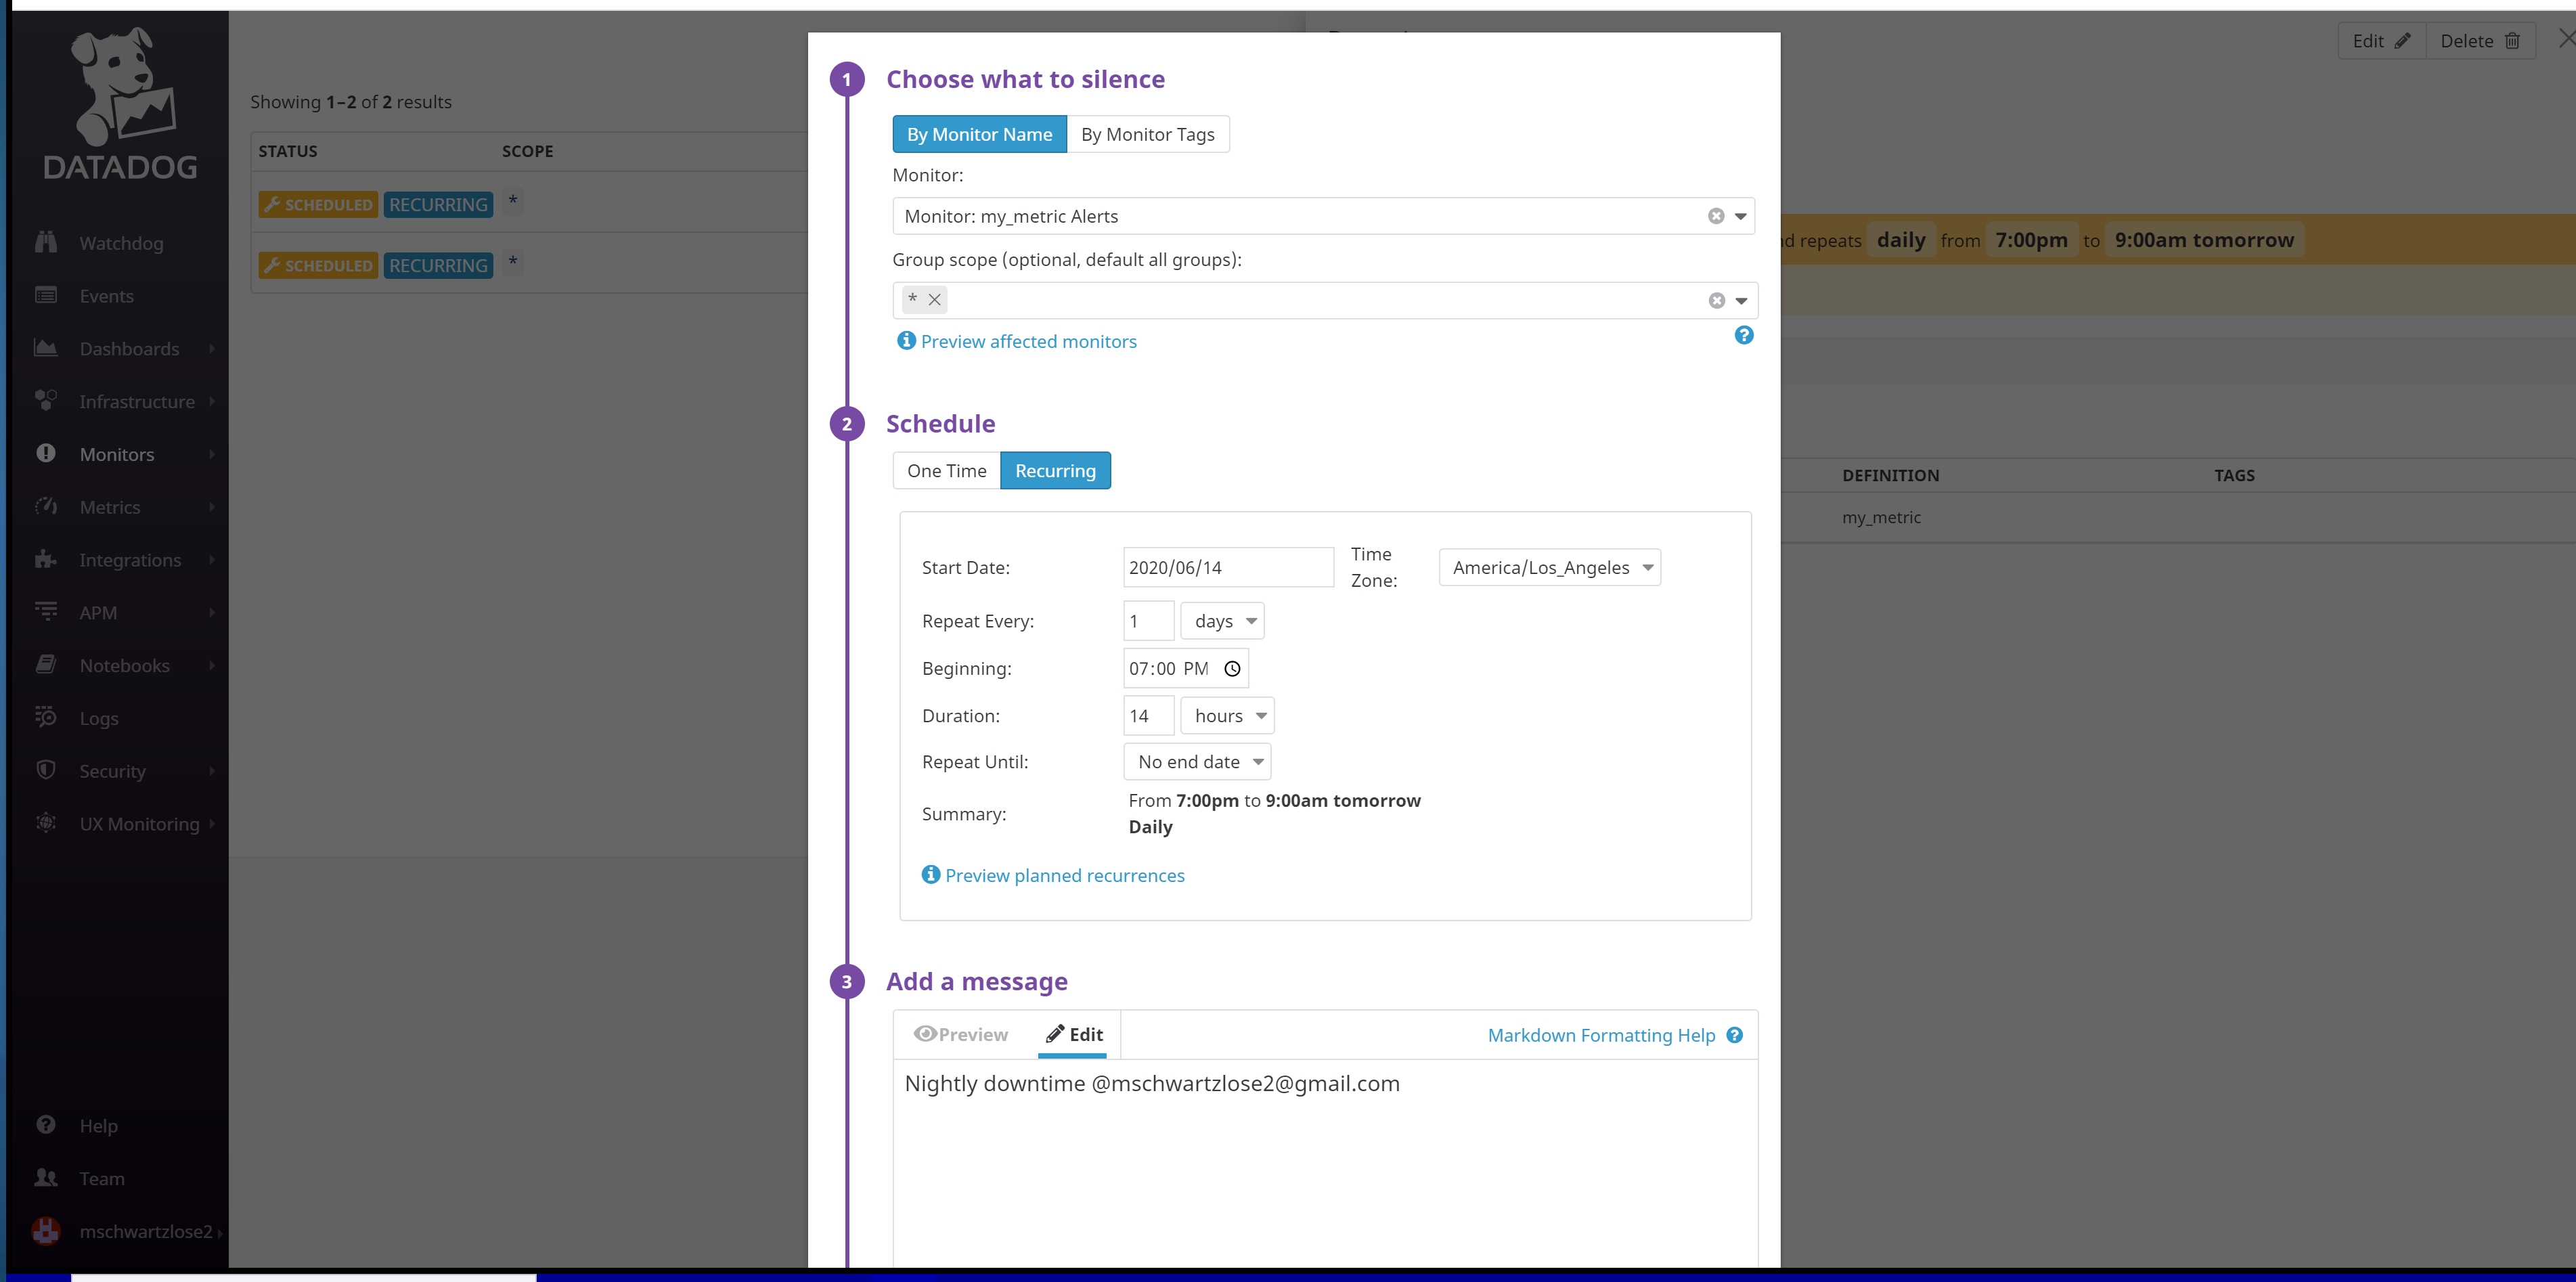 DATADOG
Watchdog
Events
Dashboards
Infrastructure
Monitors
Metrics
Integrations
APM
Notebooks
Logs
Security
UX Monitoring
Help
Team
mschwartzlose2
Showing 1–2 of 2 results
STATUS SCOPE
SCHEDULED RECURRING *
SCHEDULED RECURRING *
1 Choose what to silence
By Monitor Name By Monitor Tags
Monitor:
Monitor: my_metric Alerts
Group scope (optional, default all groups):
*
Preview affected monitors
2 Schedule
One Time Recurring
Start Date: 2020/06/14 Time Zone: America/Los_Angeles
Repeat Every: 1 days
Beginning: 07:00 PM
Duration: 14 hours
Repeat Until: No end date
Summary: From 7:00pm to 9:00am tomorrow
Daily
Preview planned recurrences
3 Add a message
Preview Edit Markdown Formatting Help
Nightly downtime @mschwartzlose2@gmail.com
Edit Delete
repeats daily from 7:00pm to 9:00am tomorrow
DEFINITION TAGS
my_metric